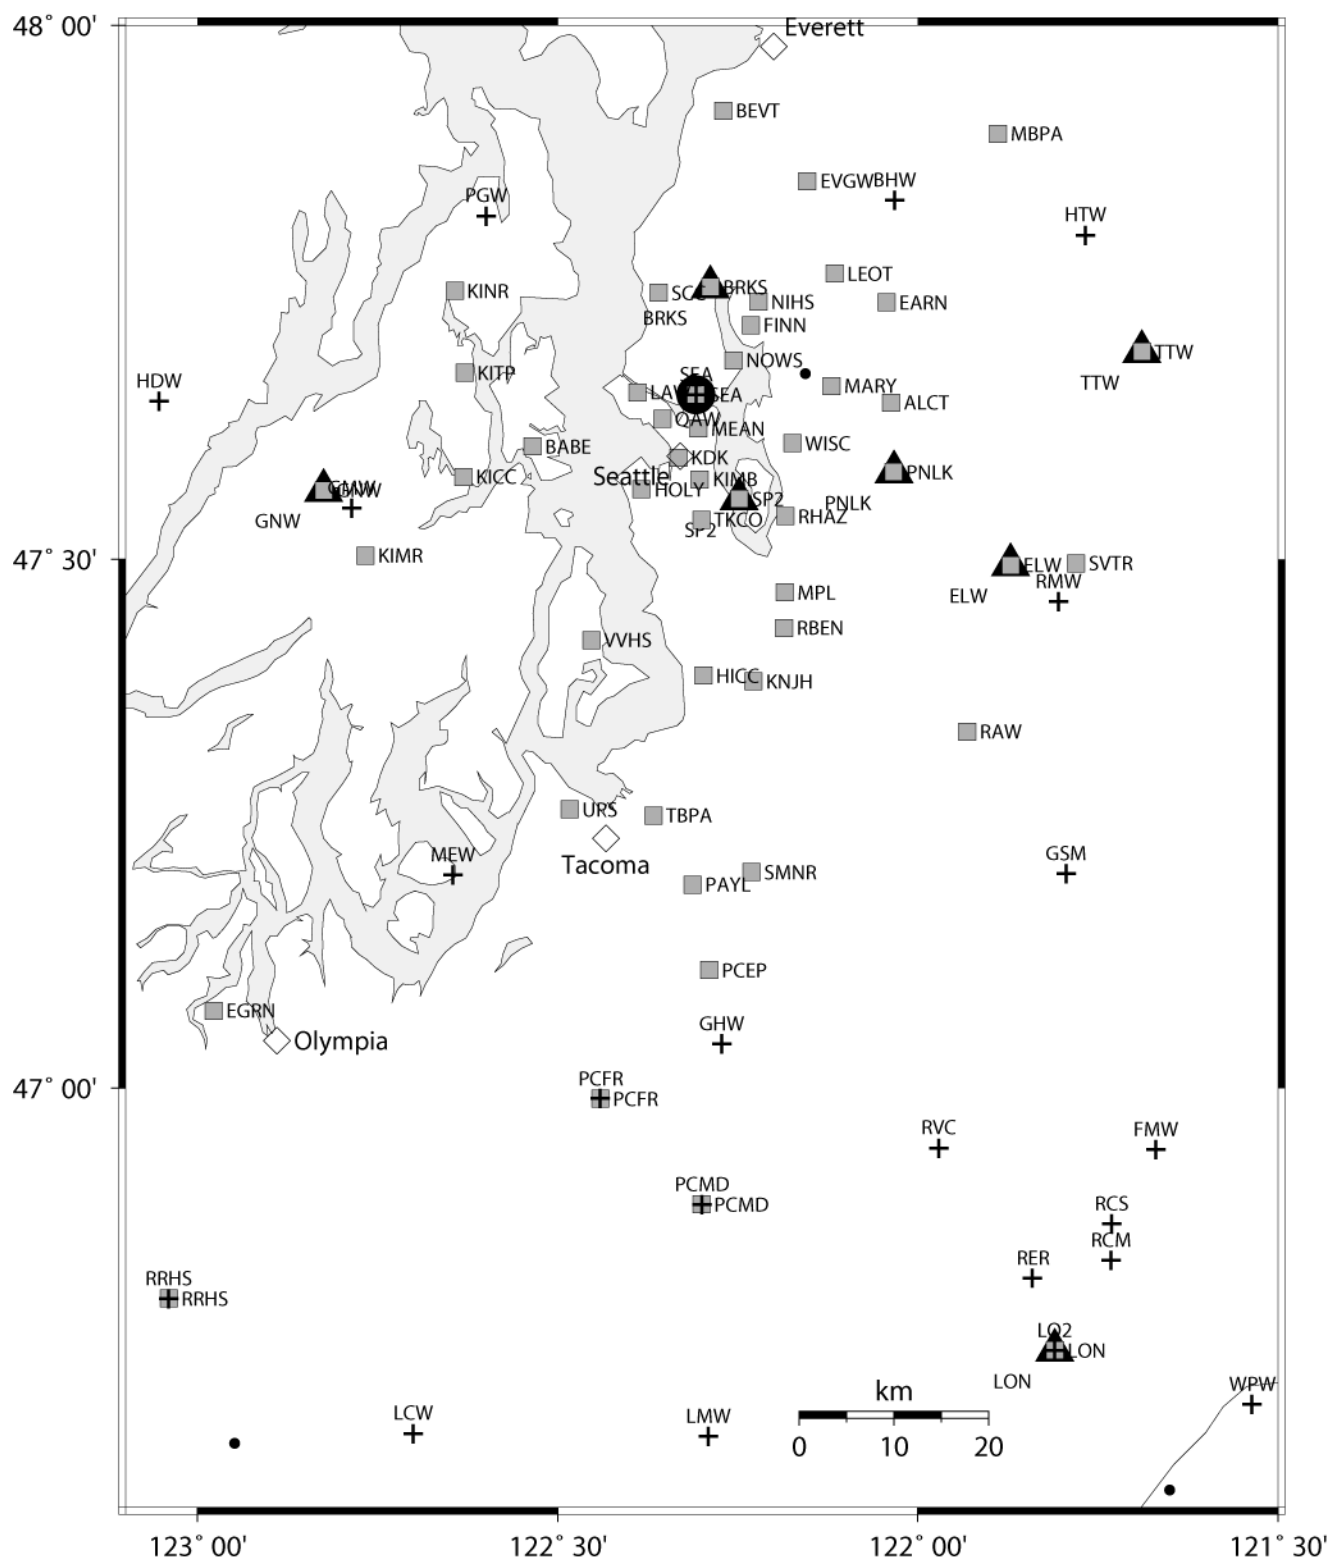 48° 00'
Everett
BEVT
MBPA
EVGW
BHW
PGW
HTW
LEOT
BRKS
KINR
SCC
NIHS
EARN
BRKS
FINN
TTW
NOWS
HDW
KITP
SEA
TTW
MARY
LAW
SEA
ALCT
QAW
MEAN
BABE
WISC
KDK
Seattle
KICC
KIMB
PNLK
GMW
GNW
HOLY
SP2
PNLK
GNW
TKCO
RHAZ
SP2
47° 30'
KIMR
ELW
SVTR
RMW
ELW
MPL
RBEN
VVHS
HICC
KNJH
RAW
UPS
TBPA
MEW
Tacoma
GSM
SMNR
PAYL
PCEP
EGRN
GHW
Olympia
PCFR
47° 00'
PCFR
RVC
FMW
PCMD
PCMD
RCS
RCM
RER
RRHS
RRHS
LO2
LON
LON
km
WPW
LCW
LMW
0 10 20
123° 00' 122° 30' 122° 00' 121° 30'